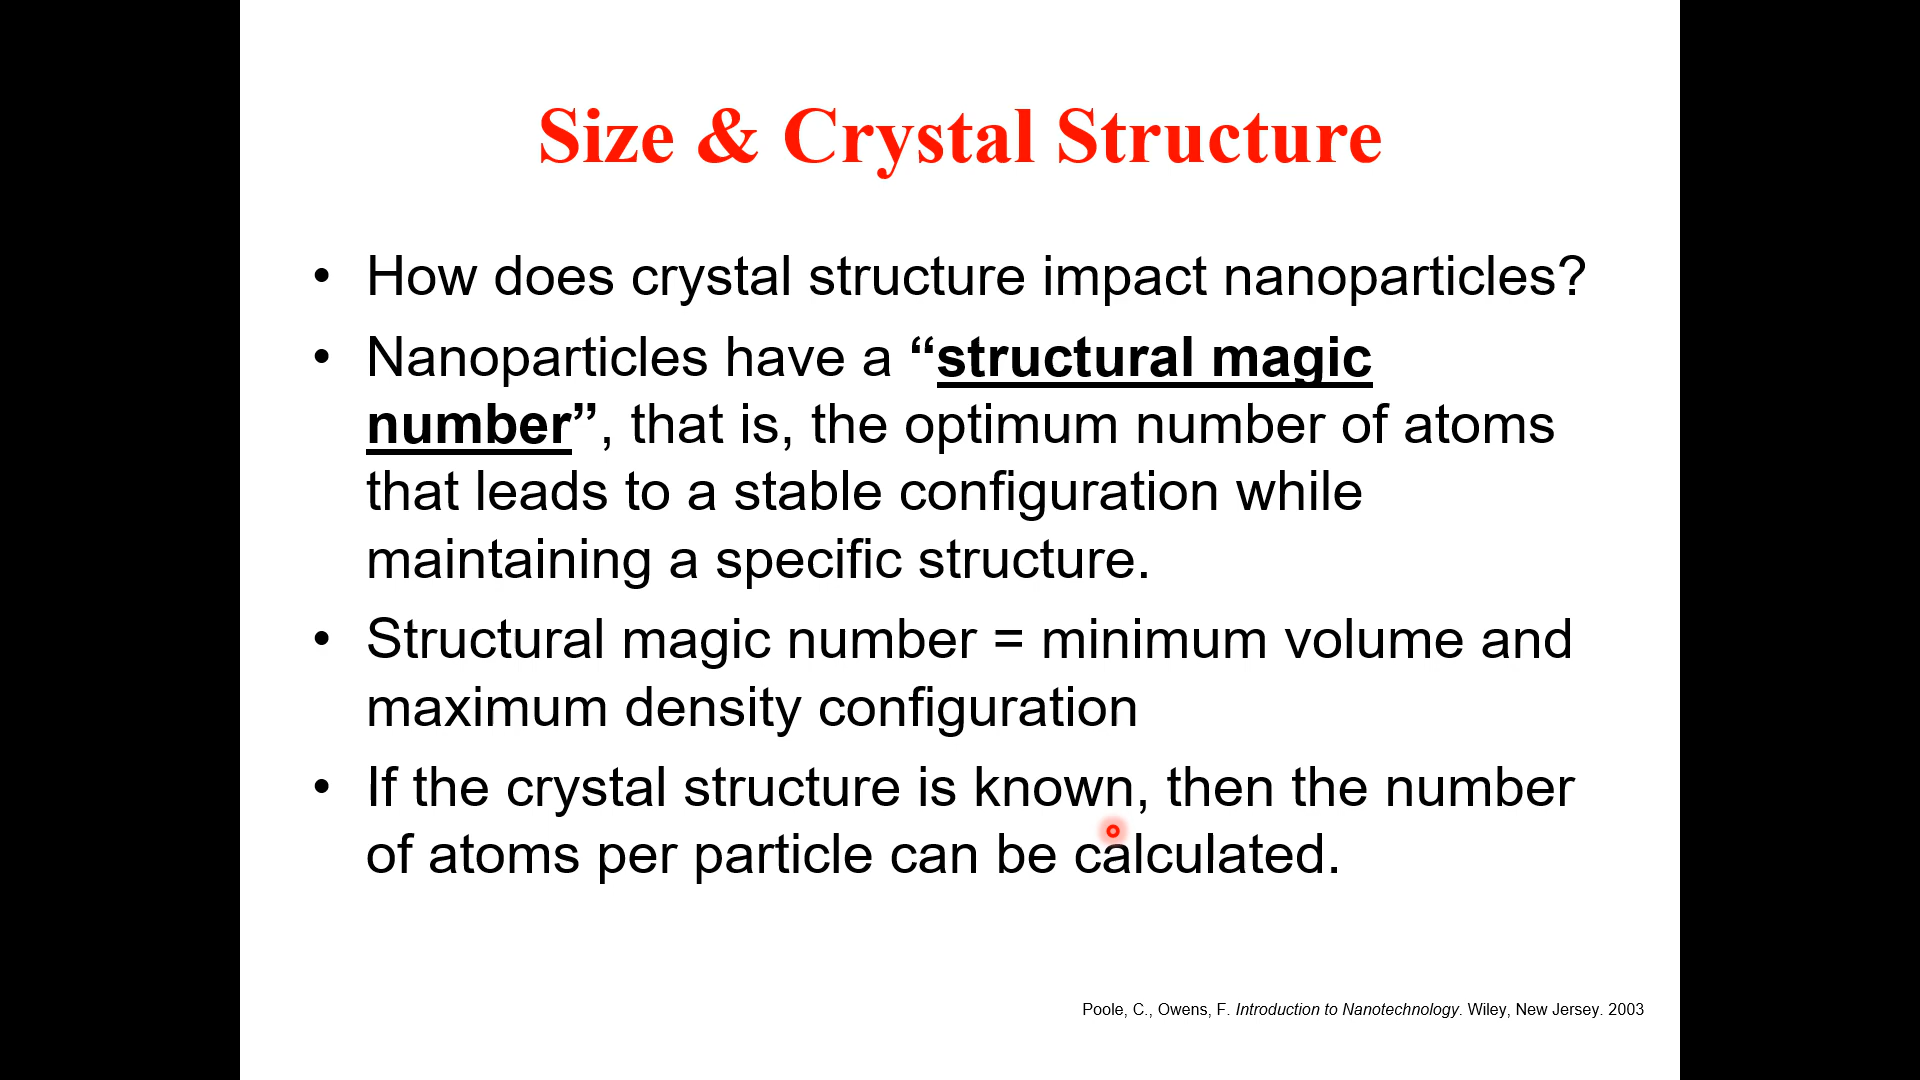 Size & Crystal Structure
• How does crystal structure impact nanoparticles?
• Nanoparticles have a “structural magic
number”, that is, the optimum number of atoms
that leads to a stable configuration while
maintaining a specific structure.
• Structural magic number = minimum volume and
maximum density configuration
• If the crystal structure is known, then the number
of atoms per particle can be calculated.
Poole, C., Owens, F. Introduction to Nanotechnology. Wiley, New Jersey. 2003